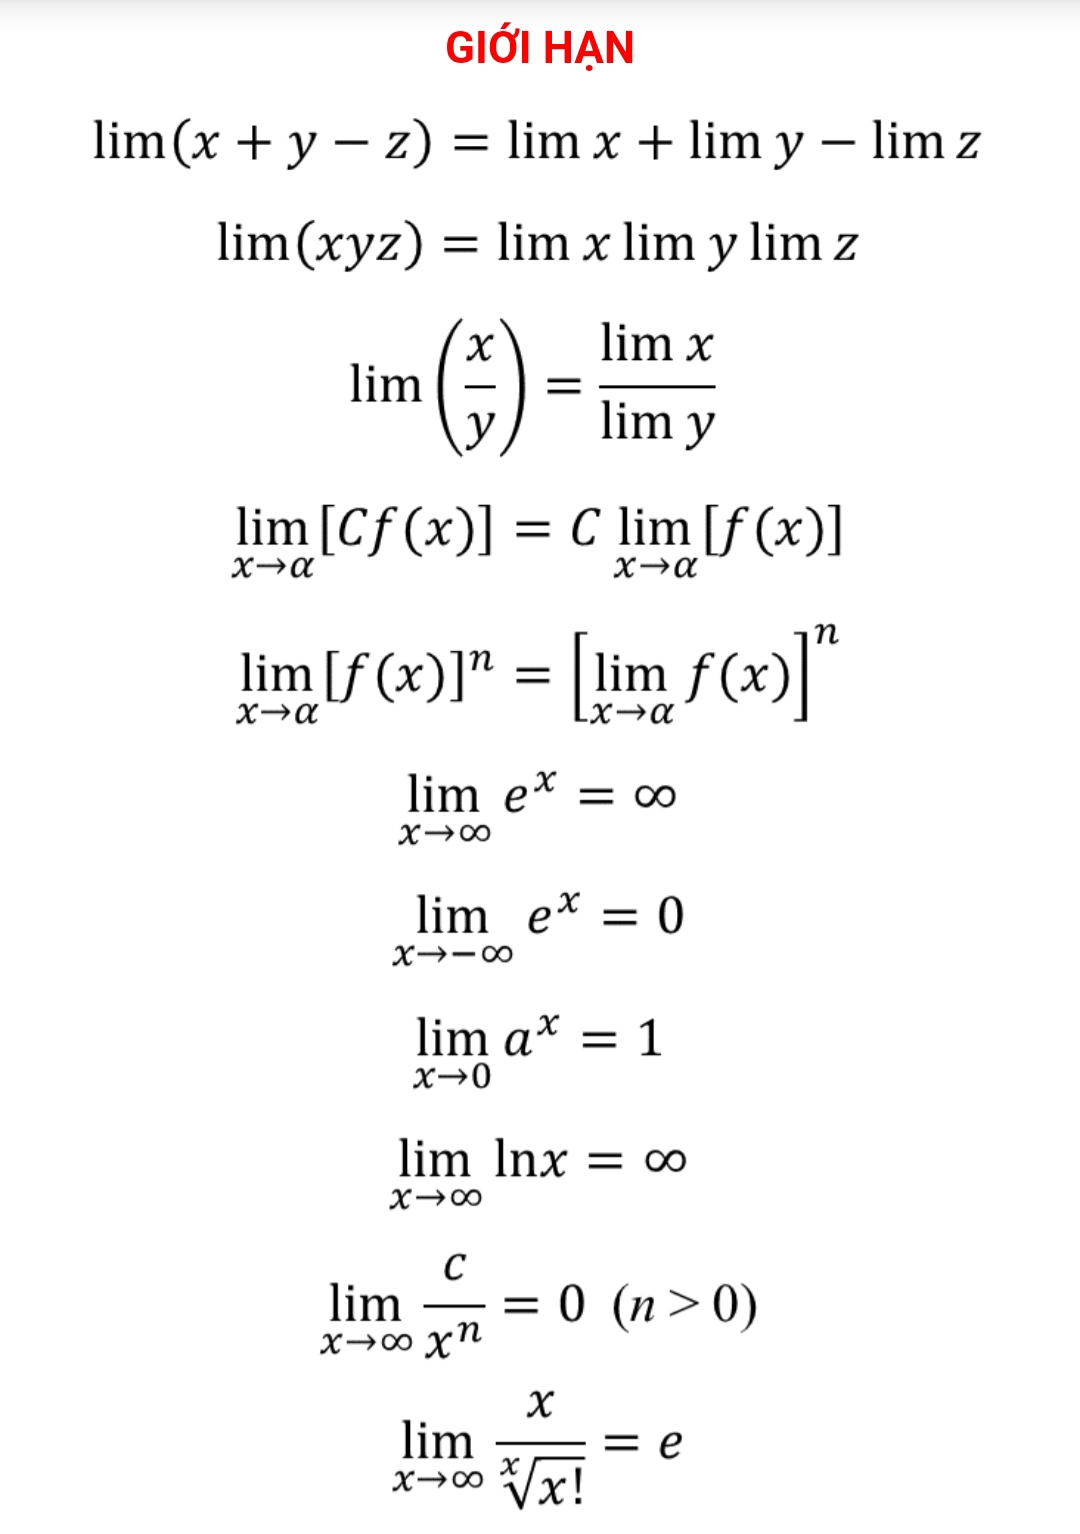 GIỚI HẠN
lim(x + y − z) = lim x + lim y − lim z
lim(xyz) = lim x lim y lim z
lim (x/y) = lim x / lim y
lim_{x→α} [Cf(x)] = C lim_{x→α} [f(x)]
lim_{x→α} [f(x)]^n = [lim_{x→α} f(x)]^n
lim_{x→∞} e^x = ∞
lim_{x→−∞} e^x = 0
lim_{x→0} a^x = 1
lim_{x→∞} lnx = ∞
lim_{x→∞} c/x^n = 0 (n > 0)
lim_{x→∞} x/\sqrt[x]{x!} = e